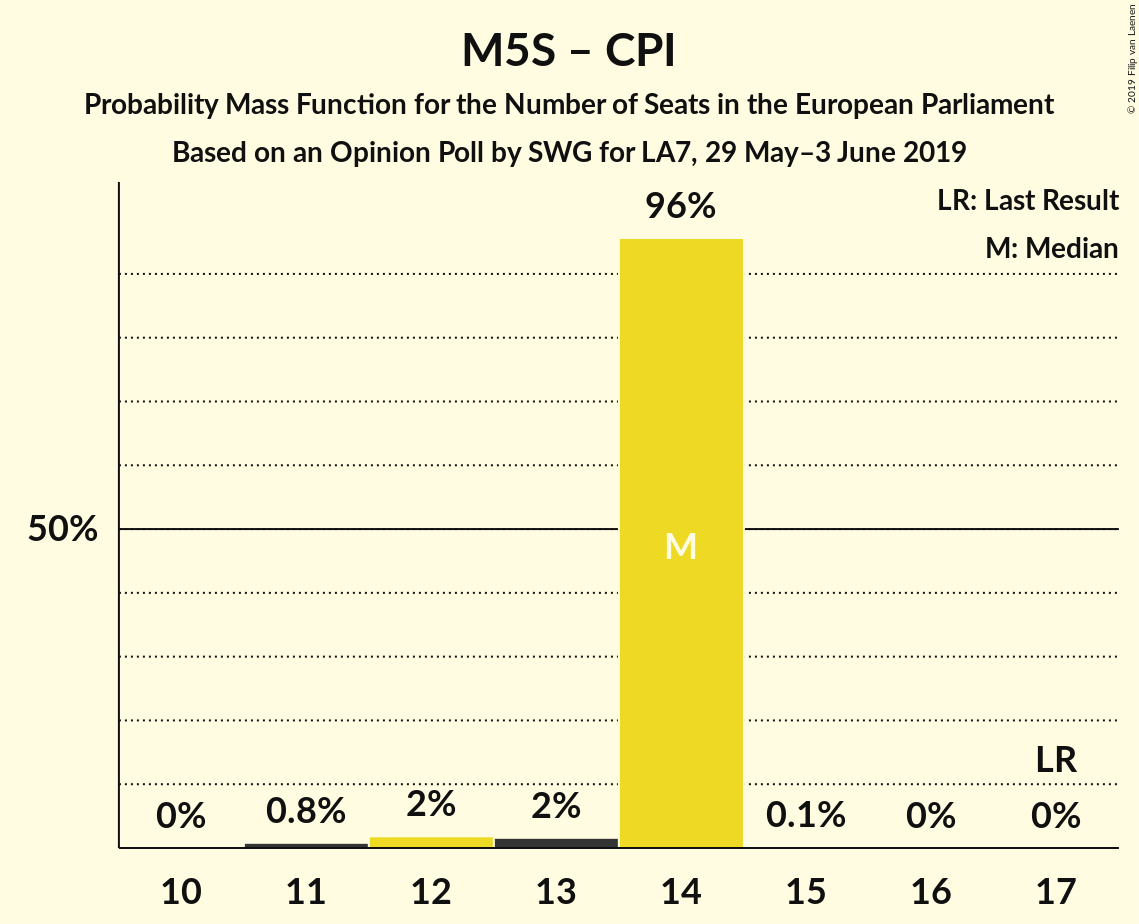 M5S – CPI
Probability Mass Function for the Number of Seats in the European Parliament
Based on an Opinion Poll by SWG for LA7, 29 May–3 June 2019
© 2019 Filip van Laenen
LR: Last Result
M: Median
96%
50%
M
LR
0%
0.8%
2%
2%
0.1%
0%
0%
10
11
12
13
14
15
16
17